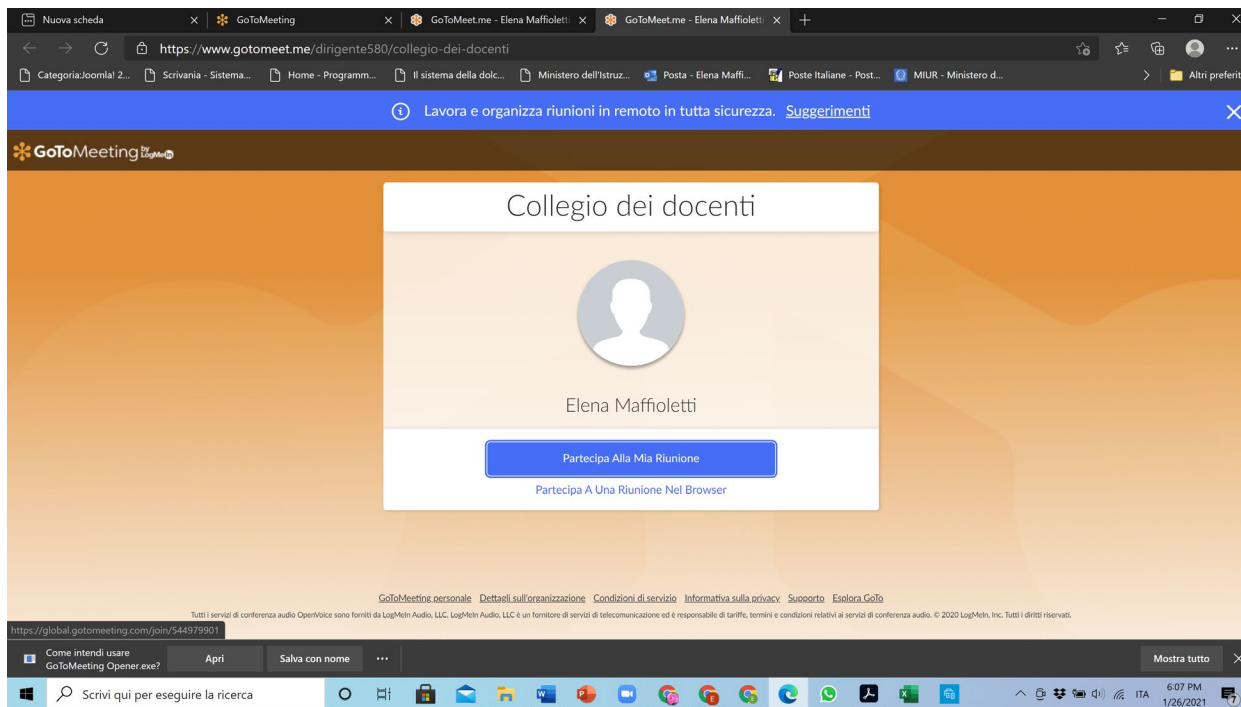 Nuova scheda
GoToMeeting
GoToMeet.me - Elena Maffioletti
GoToMeet.me - Elena Maffioletti
https://www.gotomeet.me/dirigente580/collegio-dei-docenti
Categoria:Joomla! 2...
Scrivania - Sistema...
Home - Programm...
Il sistema della dolc...
Ministero dell'Istruz...
Posta - Elena Maffi...
Poste Italiane - Post...
MIUR - Ministero d...
Altri preferit
Lavora e organizza riunioni in remoto in tutta sicurezza. Suggerimenti
GoToMeeting by LogMeIn
Collegio dei docenti
Elena Maffioletti
Partecipa Alla Mia Riunione
Partecipa A Una Riunione Nel Browser
GoToMeeting personale Dettagli sull'organizzazione Condizioni di servizio Informativa sulla privacy Supporto Esplora GoTo
Tutti i servizi di conferenza audio OpenVoice sono forniti da LogMeIn Audio, LLC. LogMeIn Audio, LLC è un fornitore di servizi di telecomunicazione ed è responsabile di tariffe, termini e condizioni relativi ai servizi di conferenza audio. © 2020 LogMeIn, Inc. Tutti i diritti riservati.
https://global.gotomeeting.com/join/544979901
Come intendi usare
GoToMeeting Opener.exe?
Apri
Salva con nome
Mostra tutto
Scrivi qui per eseguire la ricerca
ITA
6:07 PM
1/26/2021